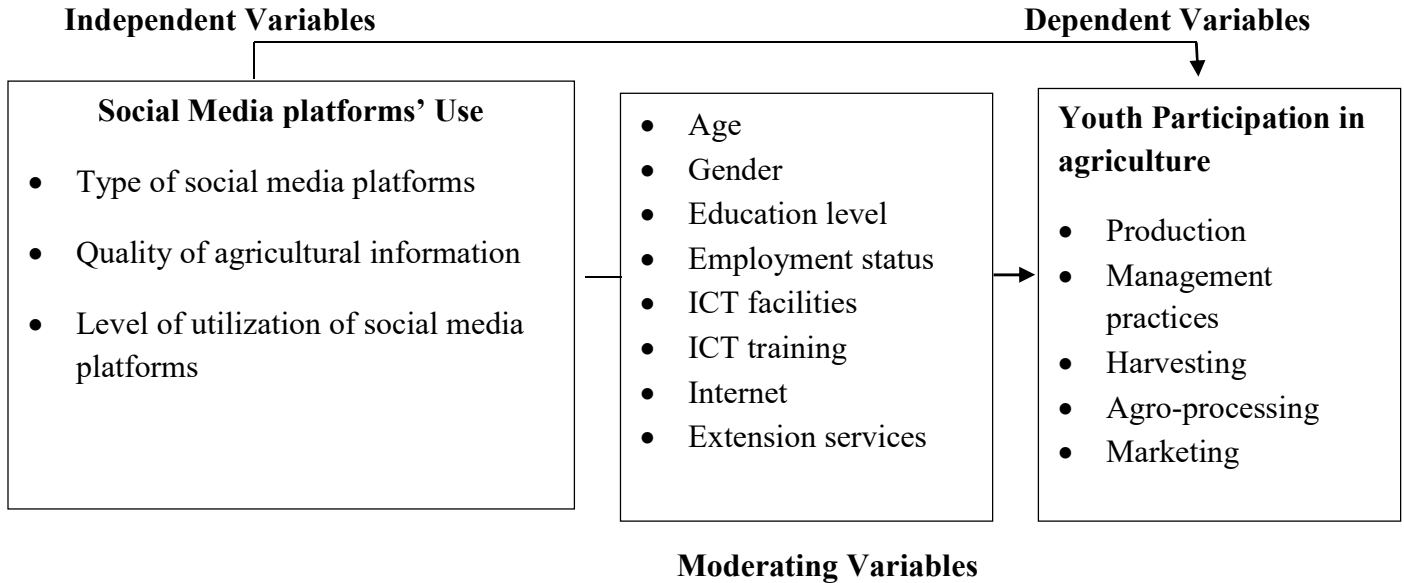 Independent Variables
Dependent Variables
Social Media platforms’ Use
• Type of social media platforms
• Quality of agricultural information
• Level of utilization of social media
platforms
• Age
• Gender
• Education level
• Employment status
• ICT facilities
• ICT training
• Internet
• Extension services
Youth Participation in
agriculture
• Production
• Management
practices
• Harvesting
• Agro-processing
• Marketing
Moderating Variables